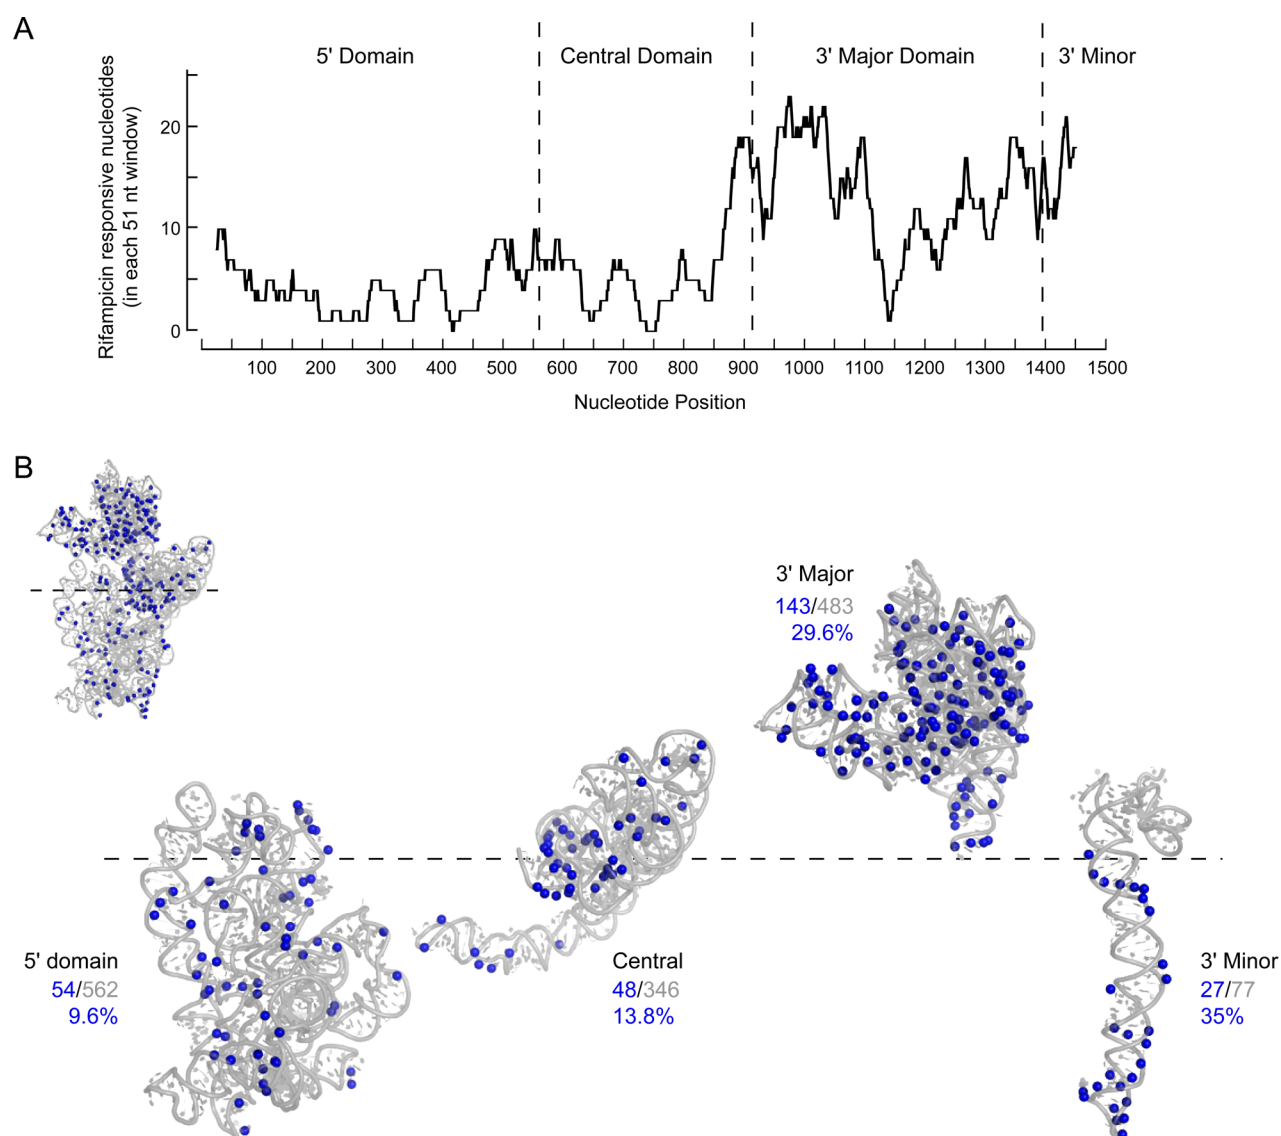 A
5' Domain
Central Domain
3' Major Domain
3' Minor
Rifampicin responsive nucleotides
(in each 51 nt window)
20
10
0
100 200 300 400 500 600 700 800 900 1000 1100 1200 1300 1400 1500
Nucleotide Position
B
3' Major
143/483
29.6%
5' domain
54/562
9.6%
Central
48/346
13.8%
3' Minor
27/77
35%